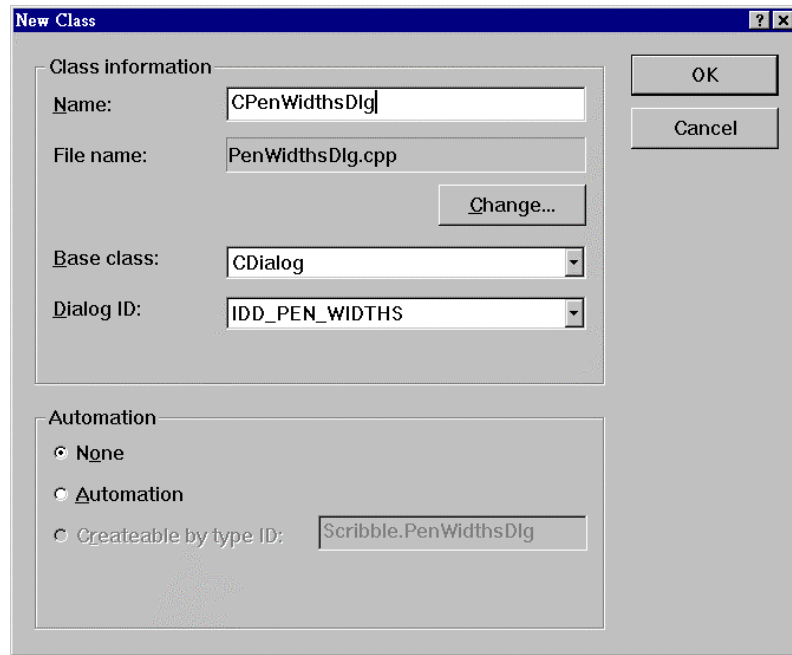 New Class
Class information
Name:
CPenWidthsDlg
File name:
PenWidthsDlg.cpp
Change...
Base class:
CDialog
Dialog ID:
IDD_PEN_WIDTHS
OK
Cancel
Automation
None
Automation
Createable by type ID:
Scribble.PenWidthsDlg